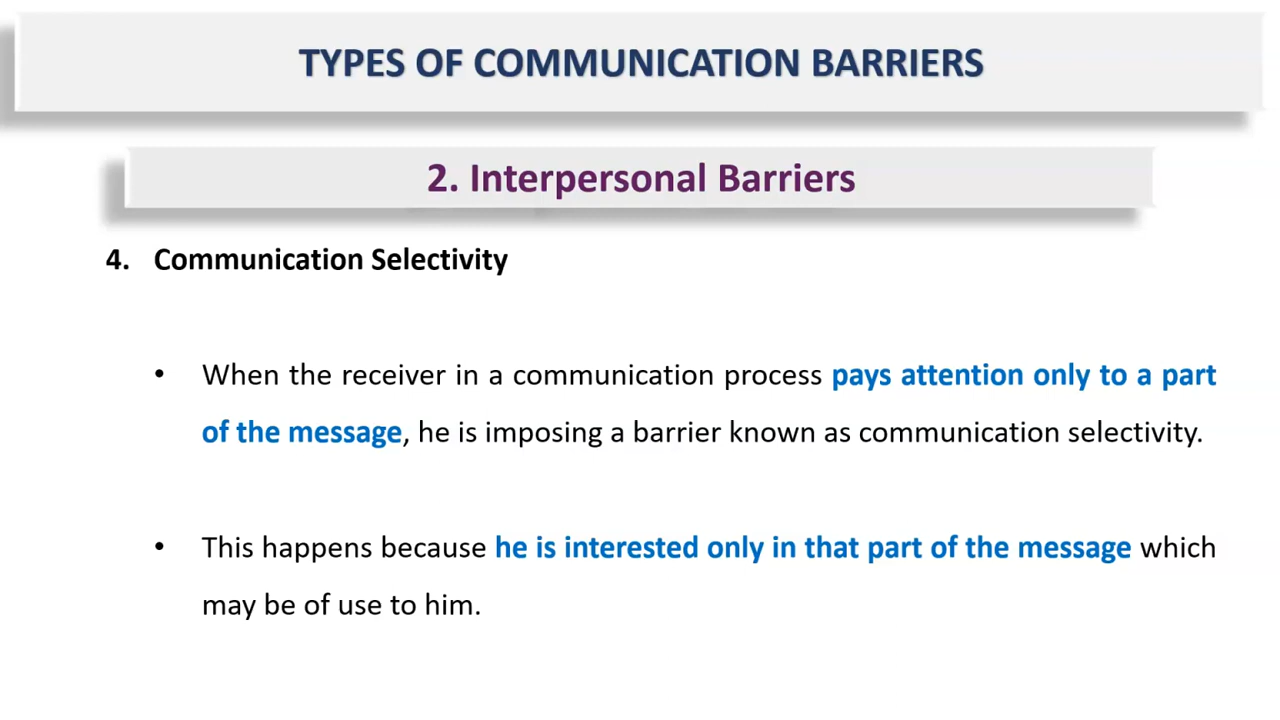 TYPES OF COMMUNICATION BARRIERS
2. Interpersonal Barriers
4. Communication Selectivity
• When the receiver in a communication process pays attention only to a part
of the message, he is imposing a barrier known as communication selectivity.
• This happens because he is interested only in that part of the message which
may be of use to him.